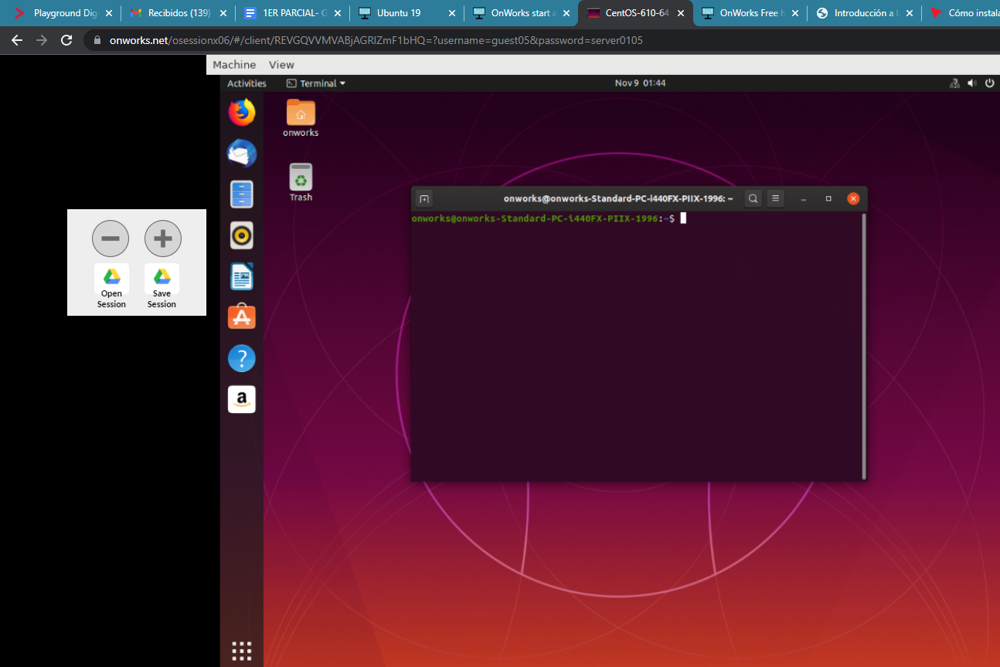 Playground Dig
Recibidos (139)
1ER PARCIAL- G
Ubuntu 19
OnWorks start a
CentOS-610-64
OnWorks Free h
Introducción a l
Cómo instala
onworks.net/osessionx06/#/client/REVGQVVMVABjAGRlZmF1bHQ=?username=guest05&password=server0105
Machine View
Activities Terminal Nov 9 01:44
onworks
Trash
onworks@onworks-Standard-PC-i440FX-PIIX-1996: ~
onworks@onworks-Standard-PC-i440FX-PIIX-1996:~$
Open
Session
Save
Session